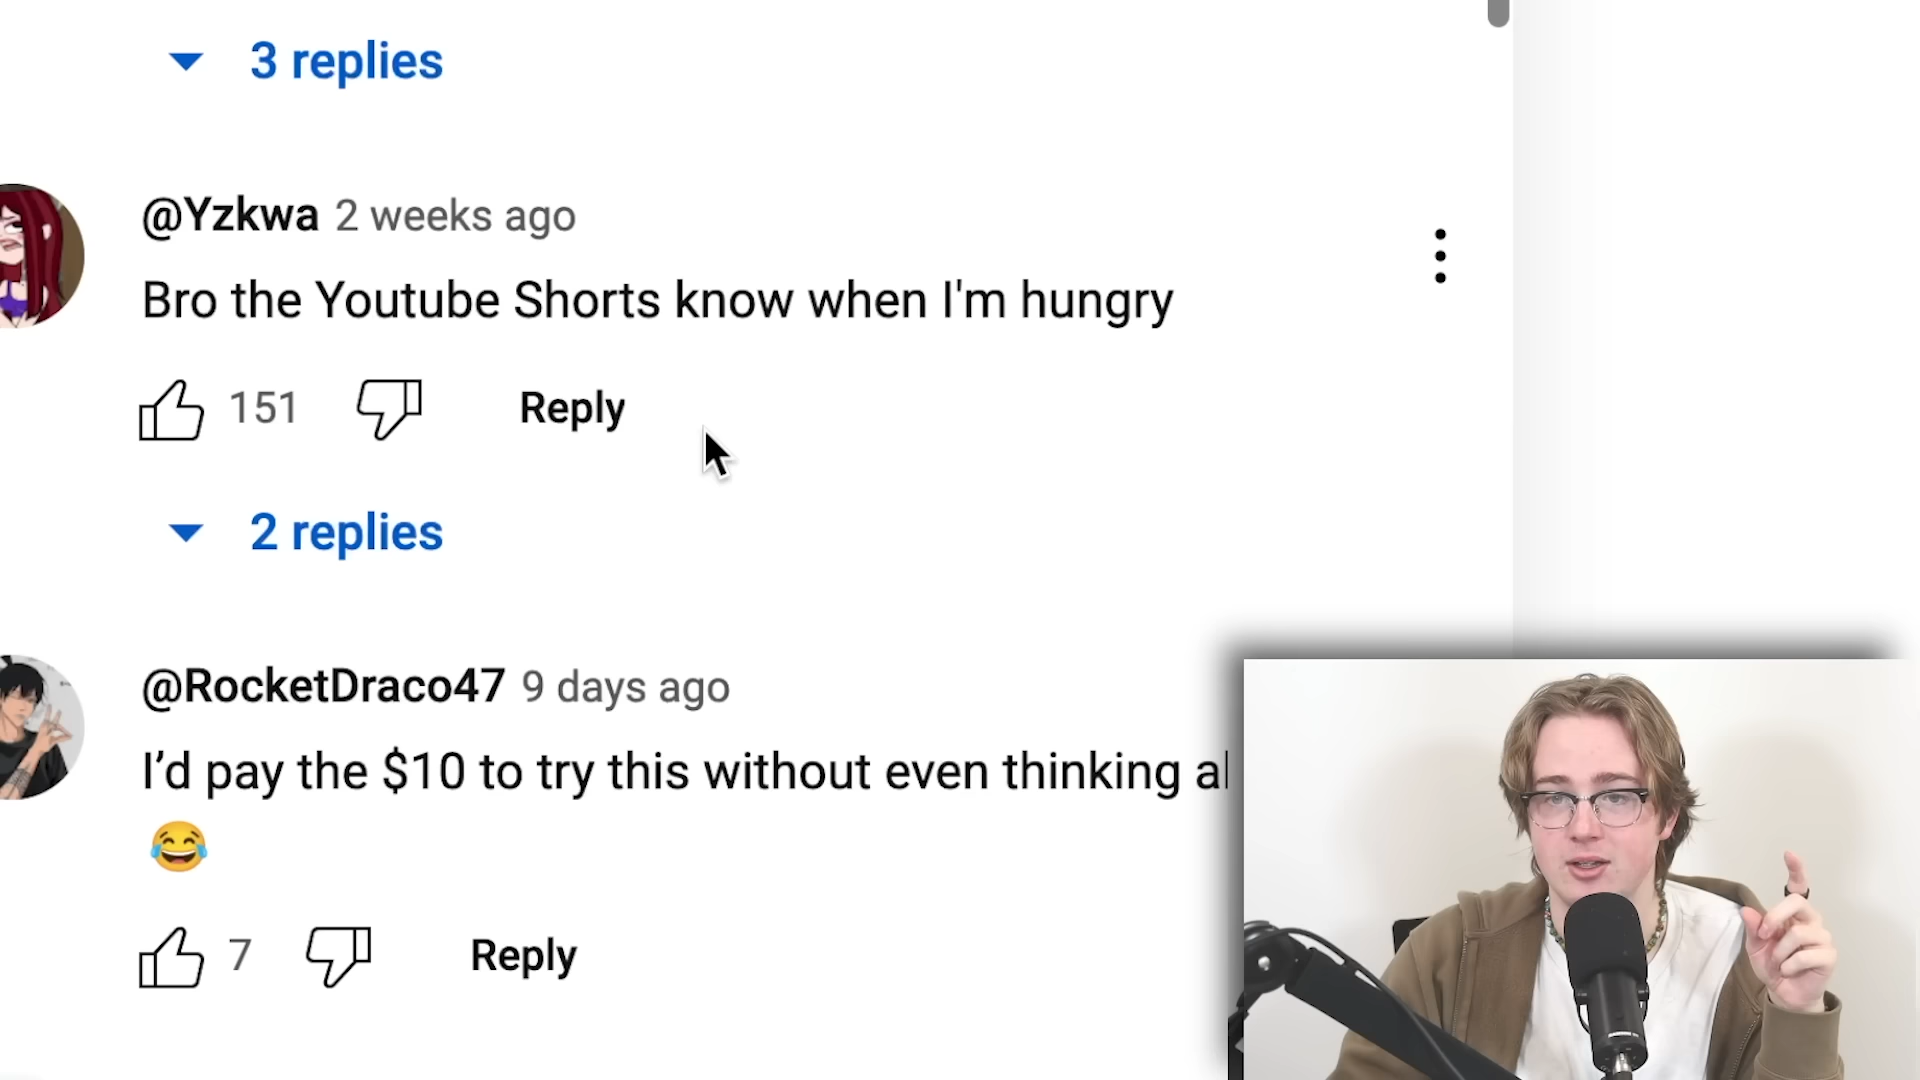 3 replies
@Yzkwa 2 weeks ago
Bro the Youtube Shorts know when I'm hungry
151 Reply
2 replies
@RocketDraco47 9 days ago
I’d pay the $10 to try this without even thinking
😂
7 Reply